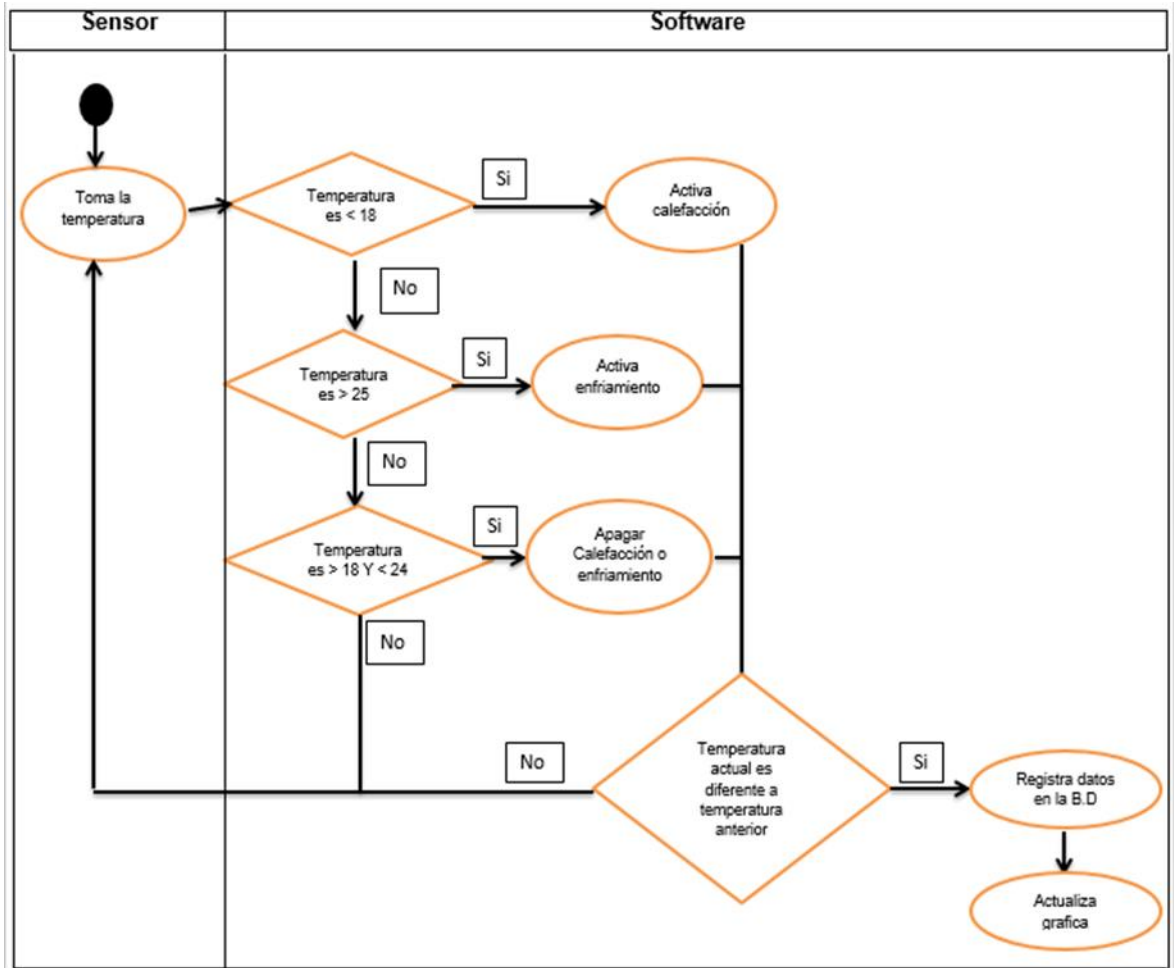 Sensor
Software
Toma la
temperatura
Temperatura
es < 18
Si
Activa
calefacción
No
Temperatura
es > 25
Si
Activa
enfriamiento
No
Temperatura
es > 18 Y < 24
Si
Apagar
Calefacción o
enfriamiento
No
Temperatura
actual es
diferente a
temperatura
anterior
No
Si
Registra datos
en la B.D
Actualiza
grafica